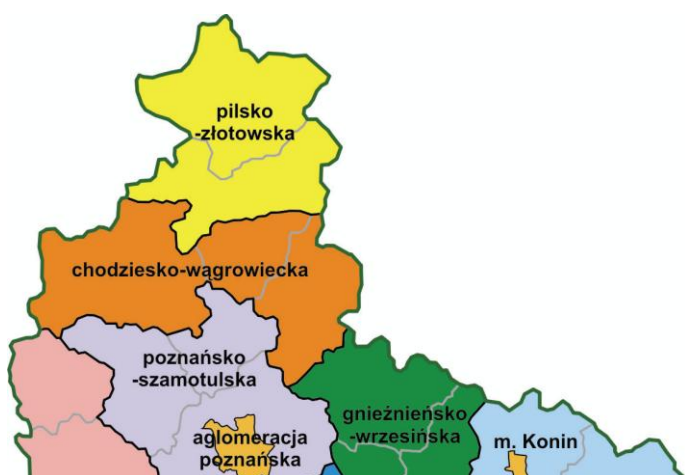 pilsko
-złotowska
chodziesko-wągrowiecka
poznańsko
-szamotulska
gnieźnieńsko
-wrzesińska
aglomeracja
poznańska
m. Konin